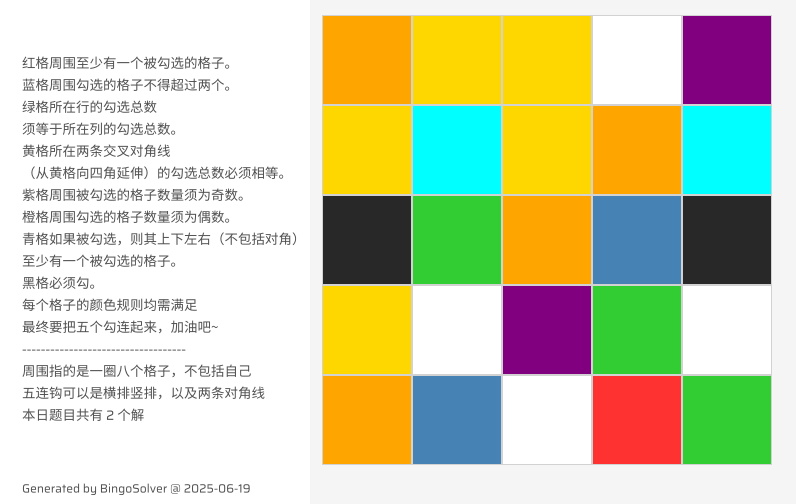 红格周围至少有一个被勾选的格子。
蓝格周围勾选的格子不得超过两个。
绿格所在行的勾选总数
须等于所在列的勾选总数。
黄格所在两条交叉对角线
（从黄格向四角延伸）的勾选总数必须相等。
紫格周围被勾选的格子数量须为奇数。
橙格周围勾选的格子数量须为偶数。
青格如果被勾选，则其上下左右（不包括对角）
至少有一个被勾选的格子。
黑格必须勾。
每个格子的颜色规则均需满足
最终要把五个勾连起来，加油吧~
-----------------------------------
周围指的是一圈八个格子，不包括自己
五连钩可以是横排竖排，以及两条对角线
本日题目共有 2 个解
Generated by BingoSolver @ 2025-06-19